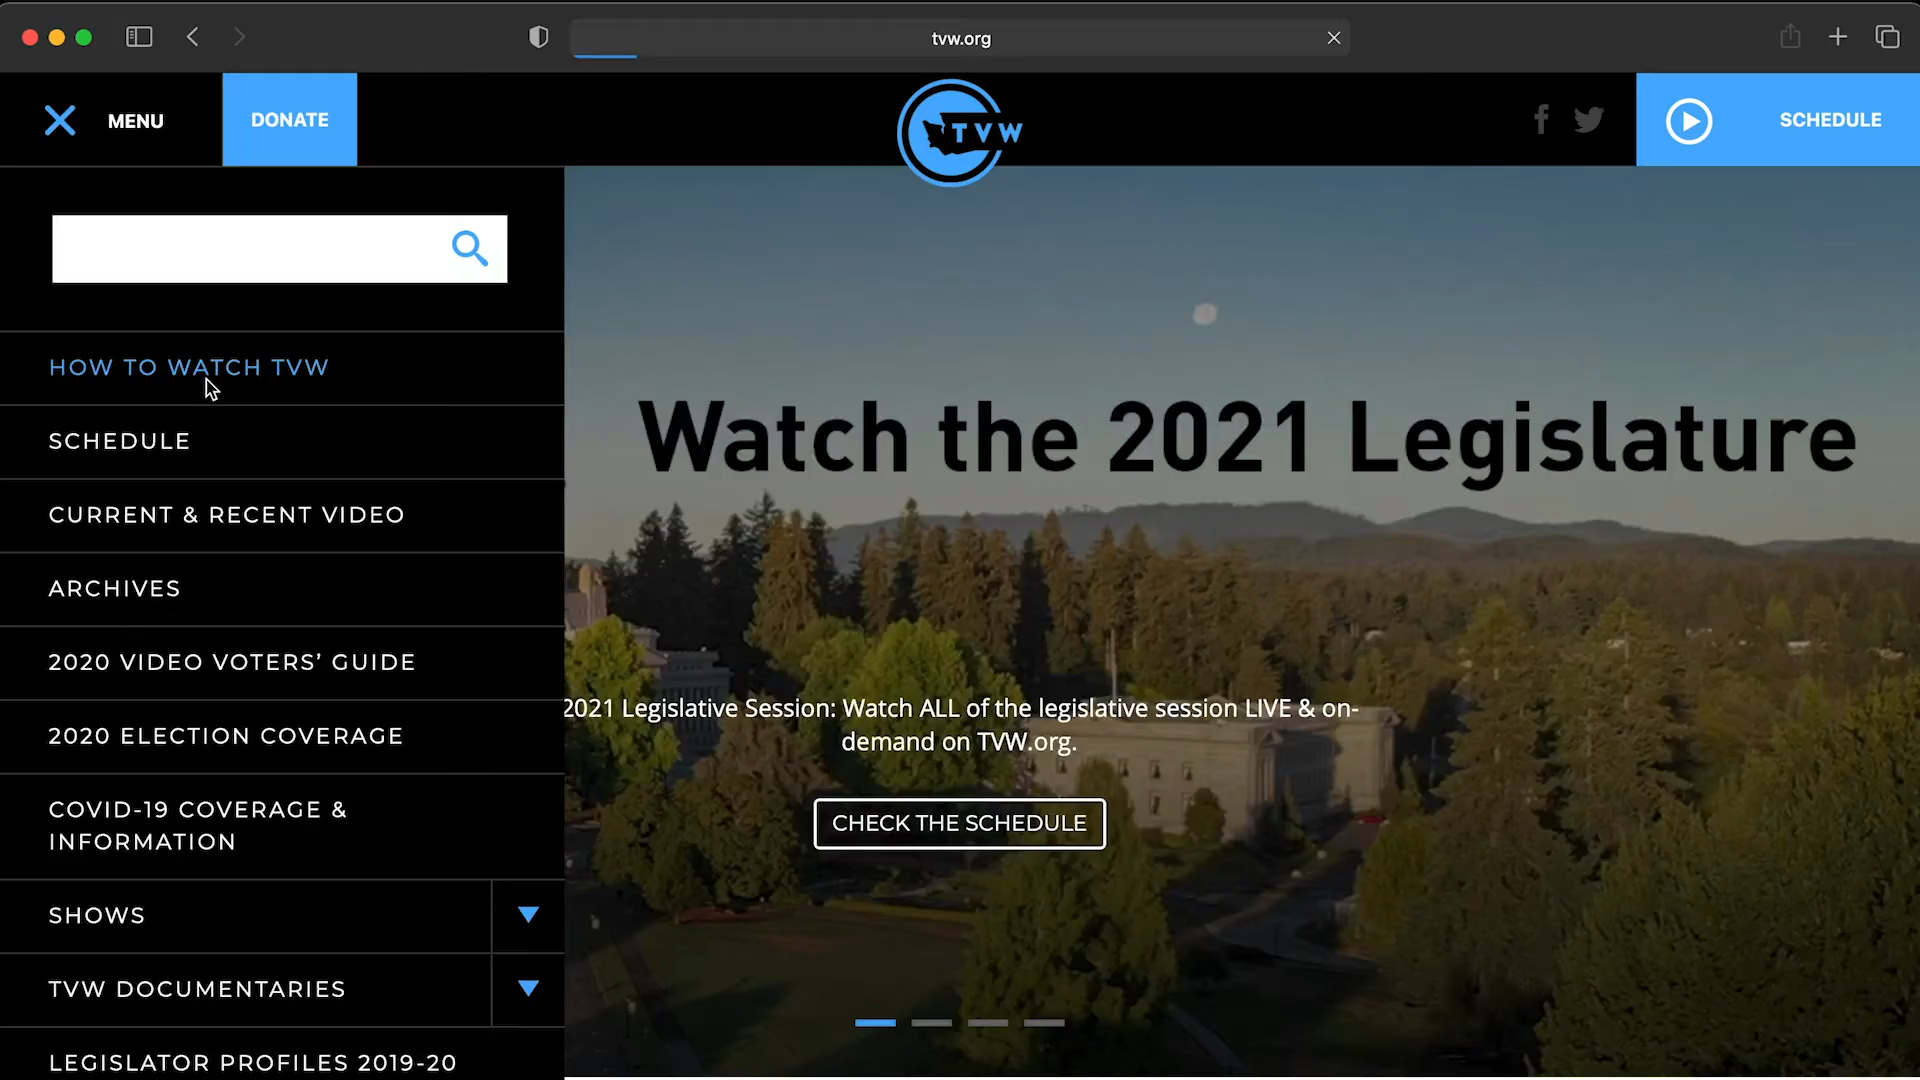 tvw.org
MENU
DONATE
TVW
SCHEDULE
HOW TO WATCH TVW
SCHEDULE
CURRENT & RECENT VIDEO
ARCHIVES
2020 VIDEO VOTERS’ GUIDE
2020 ELECTION COVERAGE
COVID-19 COVERAGE &
INFORMATION
SHOWS
TVW DOCUMENTARIES
LEGISLATOR PROFILES 2019-20
Watch the 2021 Legislature
2021 Legislative Session: Watch ALL of the legislative session LIVE & on-
demand on TVW.org.
CHECK THE SCHEDULE